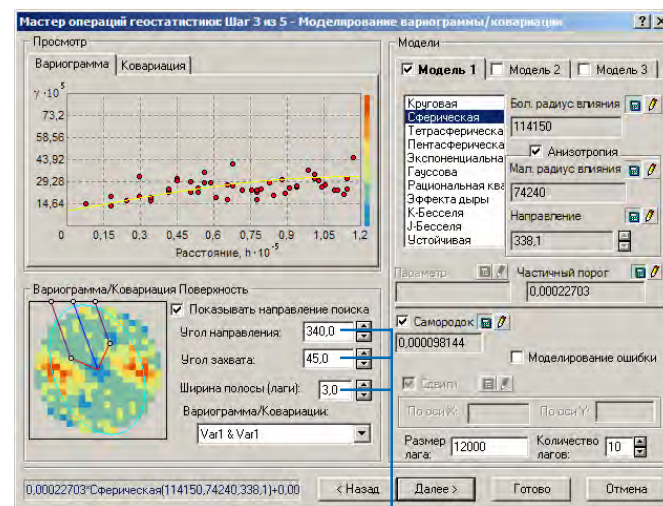 Мастер операций геостатистики: Шаг 3 из 5 - Моделирование вариограммы/ковариации
Просмотр
Вариограмма
Ковариация
γ·10^5
73,2
58,56
43,92
29,28
14,64
0 0,15 0,3 0,45 0,6 0,75 0,9 1,05 1,2
Расстояние, h·10^-5
Вариограмма/Ковариация Поверхность
Показывать направление поиска
Угол направления: 340,0
Угол захвата: 45,0
Ширина полосы (лаги): 3,0
Вариограмма/Ковариации:
Var1 & Var1
Модели
Модель 1
Модель 2
Модель 3
Круговая
Сферическая
Тетрасферическа
Пентасферическа
Экспоненциальна
Гауссова
Рациональная ква
Эффекта дыры
К-Бесселя
J-Бесселя
Устойчивая
Бол. радиус влияния
114150
Анизотропия
Мал. радиус влияния
74240
Направление
338,1
Параметр
Частичный порог
0,00022703
Самородок
0,000098144
Моделирование ошибки
Сдвиги
По оси X:
По оси Y:
Размер лага: 12000
Количество лагов: 10
0,00022703*Сферическая(114150,74240,338,1)+0,00
< Назад
Далее >
Готово
Отмена